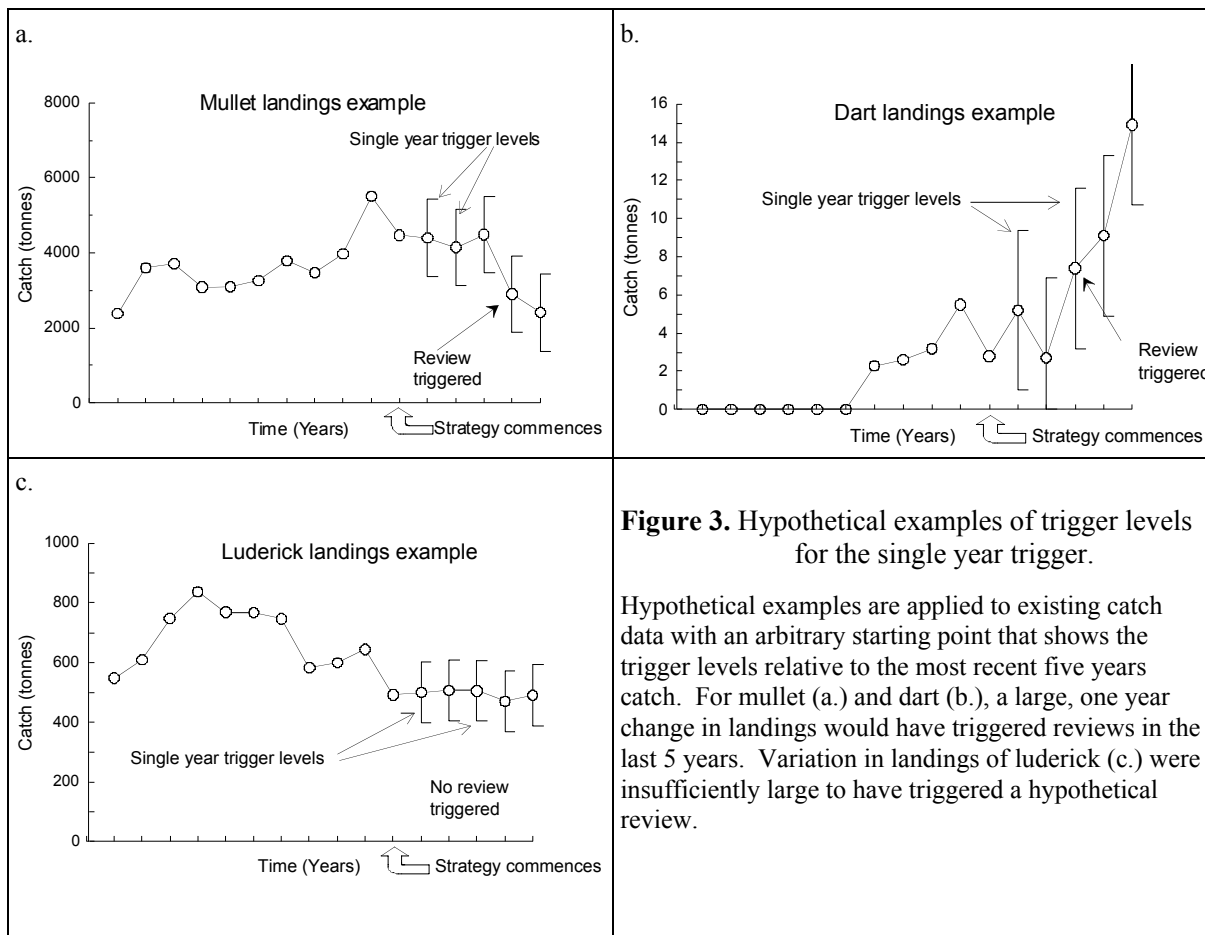 a.
Mullet landings example
Single year trigger levels
8000
6000
4000
2000
0
Catch (tonnes)
Review
triggered
Time (Years)
Strategy commences
b.
Dart landings example
Single year trigger levels
16
14
12
10
8
6
4
2
0
Catch (tonnes)
Review
triggered
Time (Years)
Strategy commences
c.
Luderick landings example
1000
800
600
400
200
0
Catch (tonnes)
Single year trigger levels
No review
triggered
Time (Years)
Strategy commences
Figure 3. Hypothetical examples of trigger levels
for the single year trigger.
Hypothetical examples are applied to existing catch
data with an arbitrary starting point that shows the
trigger levels relative to the most recent five years
catch. For mullet (a.) and dart (b.), a large, one year
change in landings would have triggered reviews in the
last 5 years. Variation in landings of luderick (c.) were
insufficiently large to have triggered a hypothetical
review.